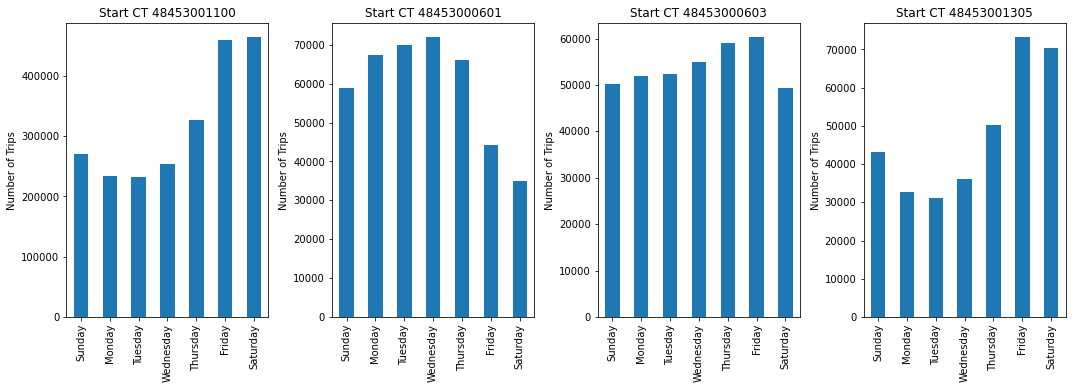 Start CT 48453001100
Number of Trips
400000
300000
200000
100000
0
Sunday
Monday
Tuesday
Wednesday
Thursday
Friday
Saturday
Start CT 48453000601
Number of Trips
70000
60000
50000
40000
30000
20000
10000
0
Sunday
Monday
Tuesday
Wednesday
Thursday
Friday
Saturday
Start CT 48453000603
Number of Trips
60000
50000
40000
30000
20000
10000
0
Sunday
Monday
Tuesday
Wednesday
Thursday
Friday
Saturday
Start CT 48453001305
Number of Trips
70000
60000
50000
40000
30000
20000
10000
0
Sunday
Monday
Tuesday
Wednesday
Thursday
Friday
Saturday